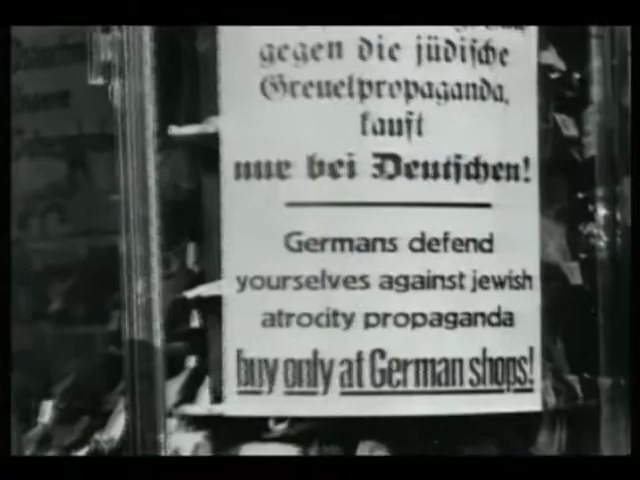 gegen die jüdische
Greuelpropaganda,
kauft
nur bei Deutschen!
Germans defend
yourselves against jewish
atrocity propaganda
buy only at German shops!